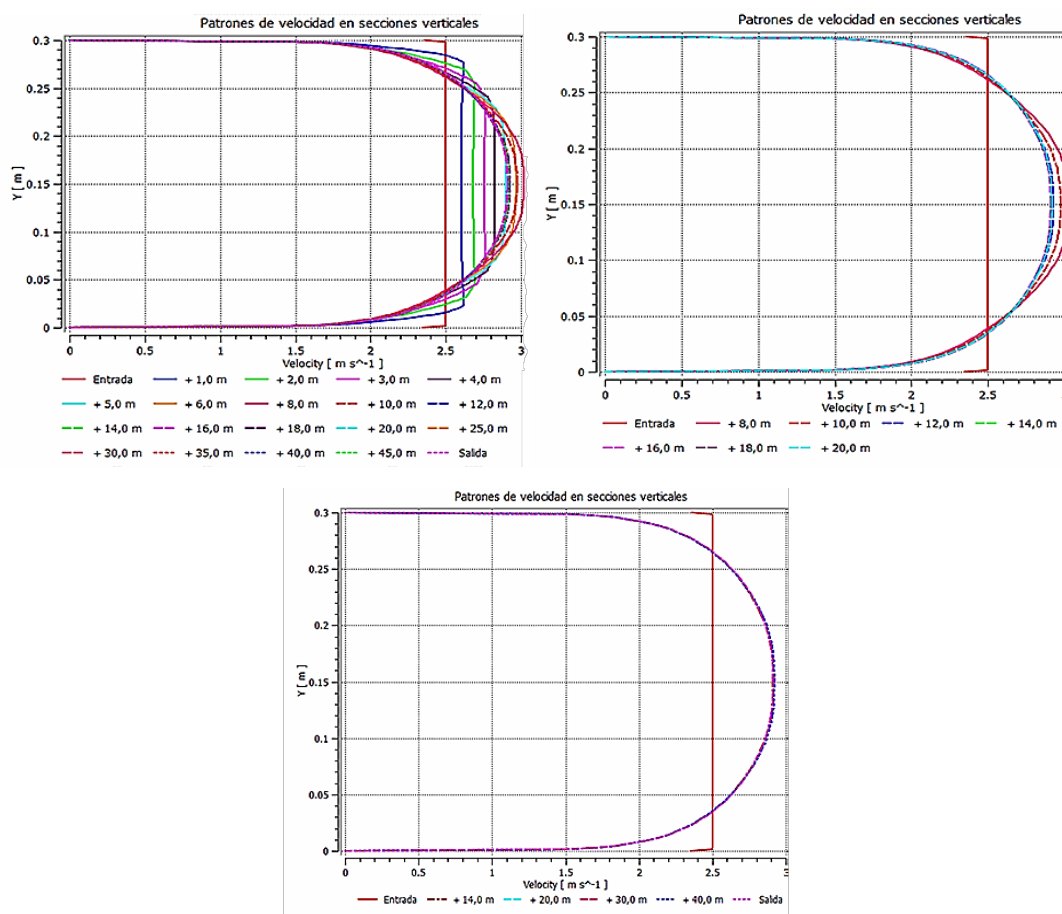 Patrones de velocidad en secciones verticales
0.3
0.25
0.2
0.15
0.1
0.05
0
Y [ m ]
0 0.5 1 1.5 2 2.5 3
Velocity [ m s^-1 ]
Entrada + 1,0 m + 2,0 m + 3,0 m + 4,0 m
+ 5,0 m + 6,0 m + 8,0 m + 10,0 m + 12,0 m
+ 14,0 m + 16,0 m + 18,0 m + 20,0 m + 25,0 m
+ 30,0 m + 35,0 m + 40,0 m + 45,0 m Salida
Patrones de velocidad en secciones verticales
0.3
0.25
0.2
0.15
0.1
0.05
0
Y [ m ]
0 0.5 1 1.5 2 2.5 3
Velocity [ m s^-1 ]
Entrada + 8,0 m + 10,0 m + 12,0 m + 14,0 m
+ 16,0 m + 18,0 m + 20,0 m
Patrones de velocidad en secciones verticales
0.3
0.25
0.2
0.15
0.1
0.05
0
Y [ m ]
0 0.5 1 1.5 2 2.5 3
Velocity [ m s^-1 ]
Entrada + 14,0 m + 20,0 m + 30,0 m + 40,0 m Salida